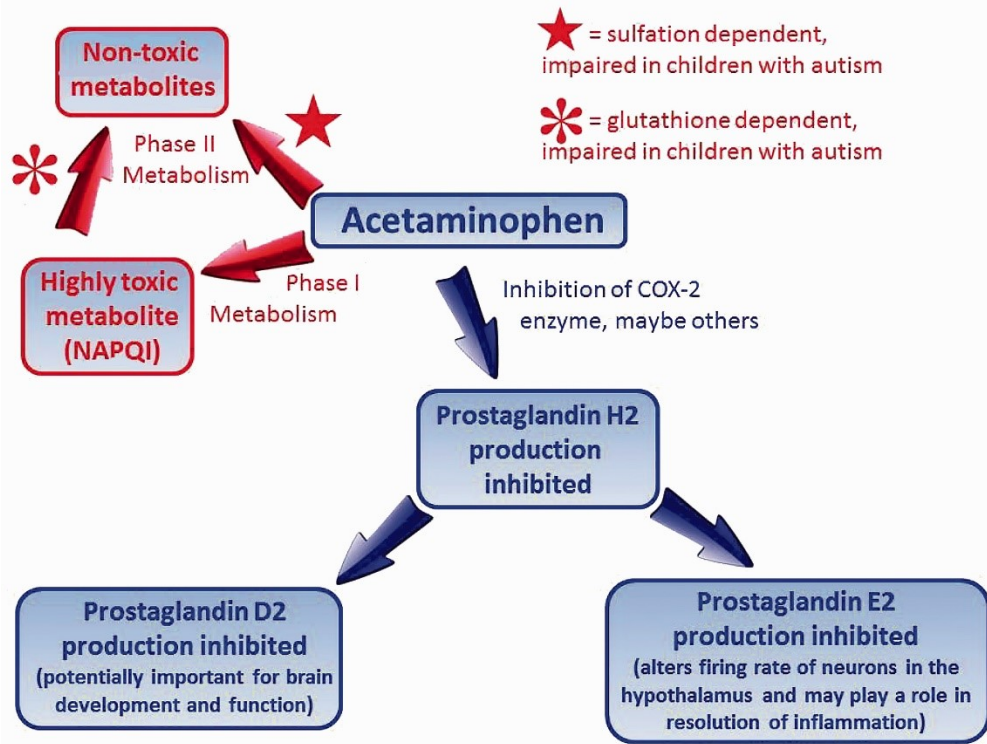 Non-toxic
metabolites
= sulfation dependent,
impaired in children with autism
= glutathione dependent,
impaired in children with autism
Phase II
Metabolism
Acetaminophen
Highly toxic
metabolite
(NAPQI)
Phase I
Metabolism
Inhibition of COX-2
enzyme, maybe others
Prostaglandin H2
production
inhibited
Prostaglandin D2
production inhibited
(potentially important for brain
development and function)
Prostaglandin E2
production inhibited
(alters firing rate of neurons in the
hypothalamus and may play a role in
resolution of inflammation)